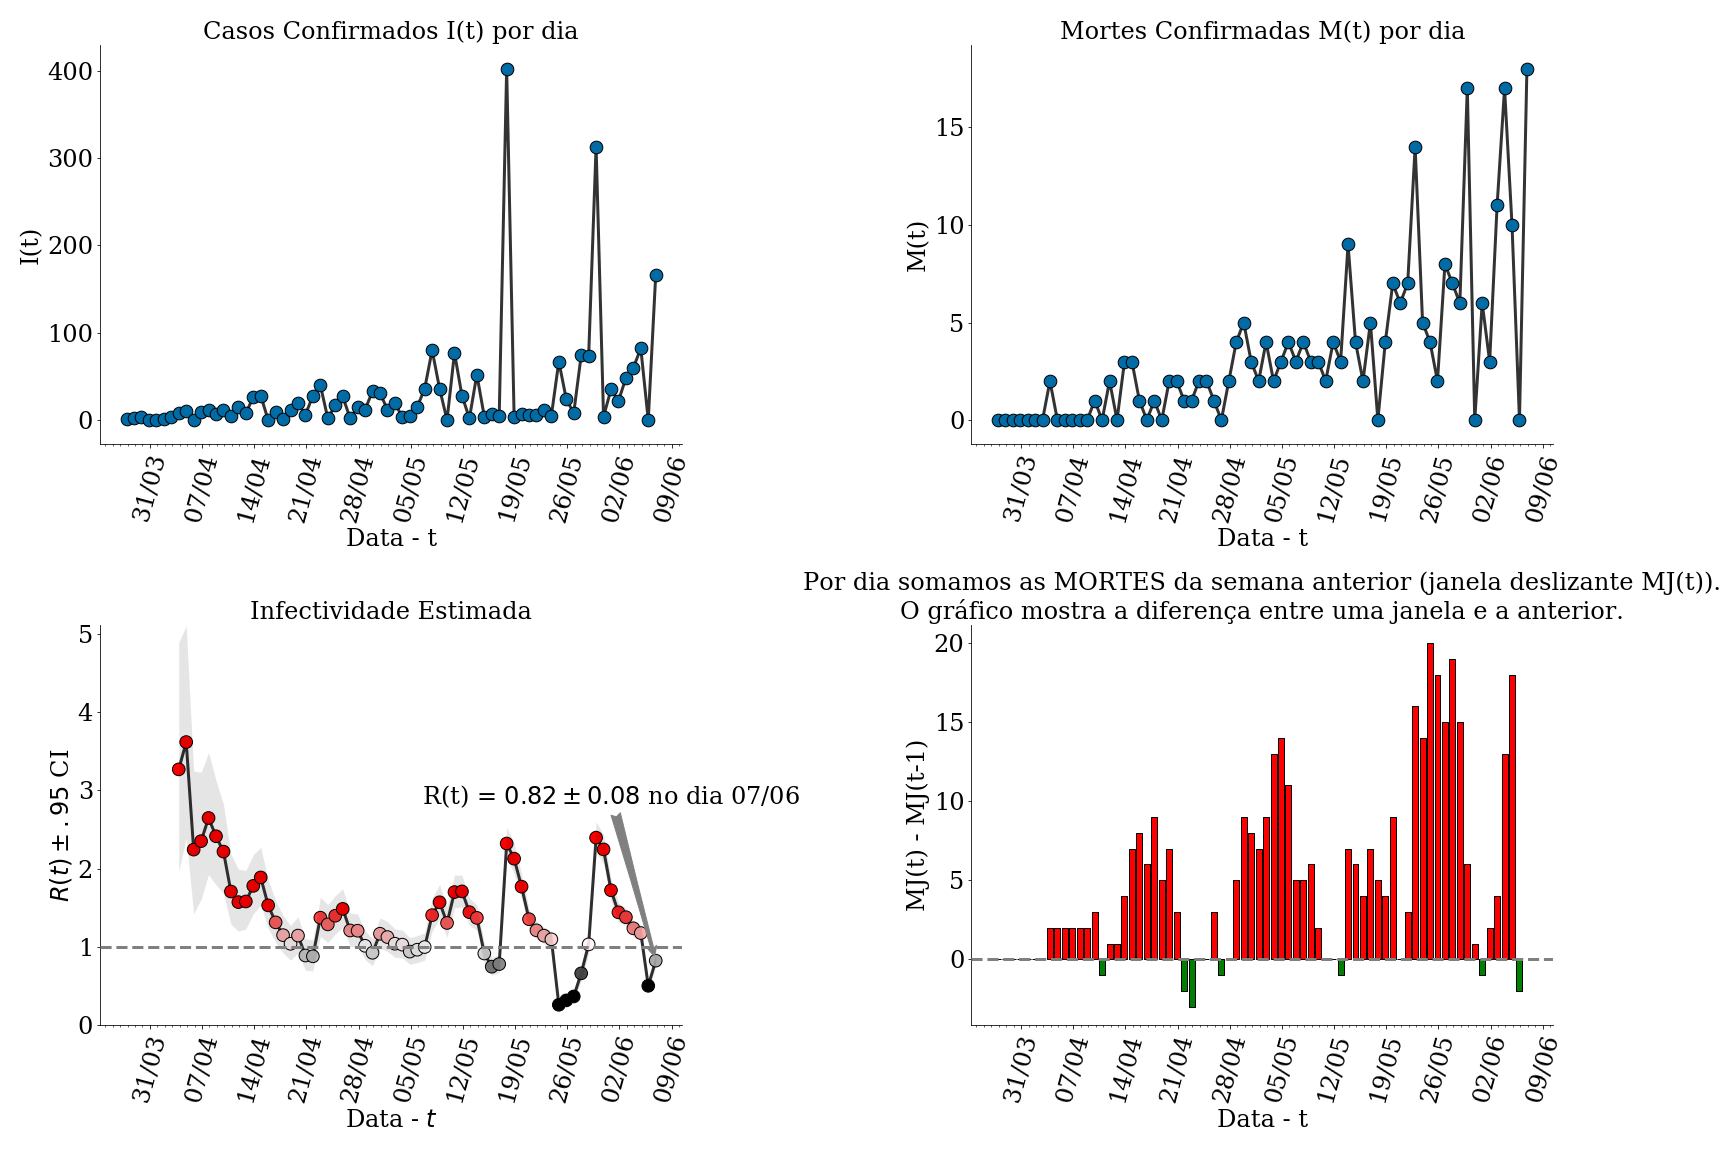 Casos Confirmados I(t) por dia
400
300
200
100
0
I(t)
31/03 07/04 14/04 21/04 28/04 05/05 12/05 19/05 26/05 02/06 09/06
Data - t
Mortes Confirmadas M(t) por dia
15
10
5
0
M(t)
31/03 07/04 14/04 21/04 28/04 05/05 12/05 19/05 26/05 02/06 09/06
Data - t
Infectividade Estimada
5
4
3
2
1
0
R(t) ± .95 CI
R(t) = 0.82 ± 0.08 no dia 07/06
31/03 07/04 14/04 21/04 28/04 05/05 12/05 19/05 26/05 02/06 09/06
Data - t
Por dia somamos as MORTES da semana anterior (janela deslizante MJ(t)).
O gráfico mostra a diferença entre uma janela e a anterior.
20
15
10
5
0
MJ(t) - MJ(t-1)
31/03 07/04 14/04 21/04 28/04 05/05 12/05 19/05 26/05 02/06 09/06
Data - t